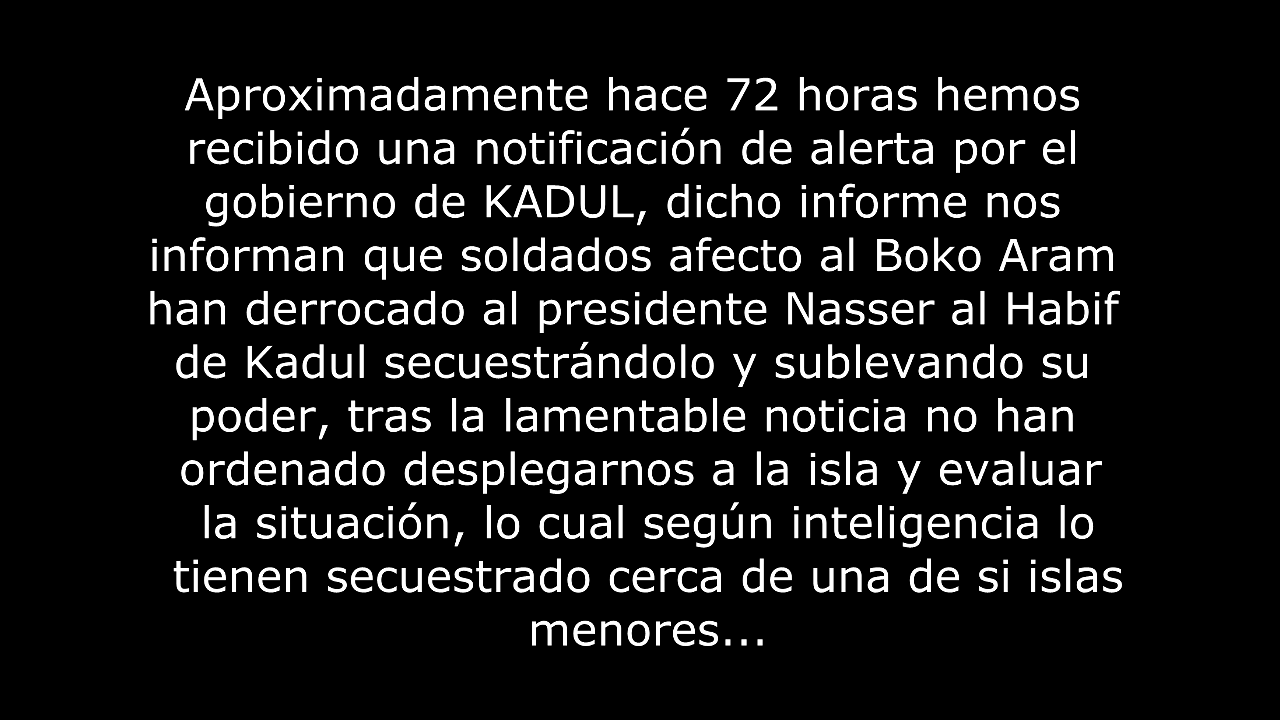 Aproximadamente hace 72 horas hemos
recibido una notificación de alerta por el
gobierno de KADUL, dicho informe nos
informan que soldados afecto al Boko Aram
han derrocado al presidente Nasser al Habif
de Kadul secuestrándolo y sublevando su
poder, tras la lamentable noticia no han
ordenado desplegarnos a la isla y evaluar
la situación, lo cual según inteligencia lo
tienen secuestrado cerca de una de si islas
menores...